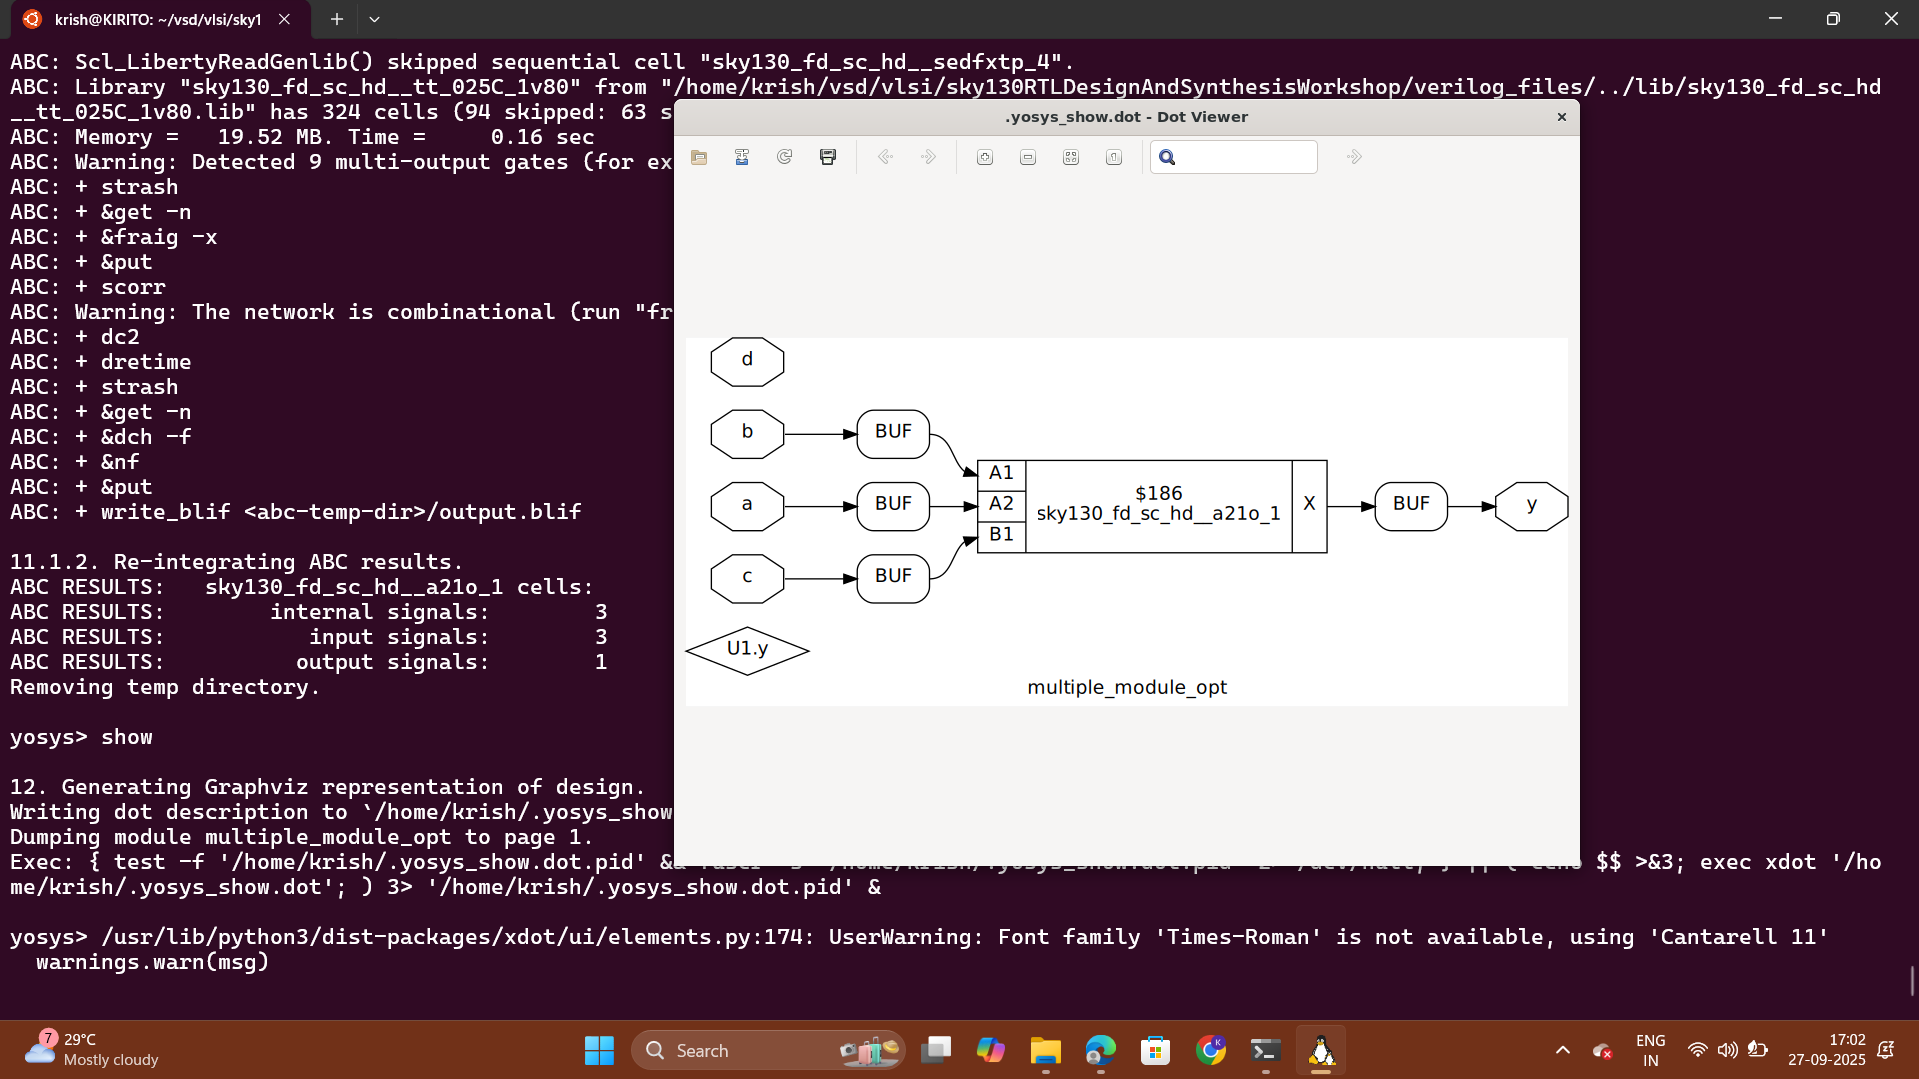 krish@KIRITO: ~/vsd/vlsi/sky1
ABC: Scl_LibertyReadGenlib() skipped sequential cell "sky130_fd_sc_hd__sedfxtp_4".
ABC: Library "sky130_fd_sc_hd__tt_025C_1v80" from "/home/krish/vsd/vlsi/sky130RTLDesignAndSynthesisWorkshop/verilog_files/../lib/sky130_fd_sc_hd
__tt_025C_1v80.lib" has 324 cells (94 skipped: 63 s
ABC: Memory =   19.52 MB. Time =     0.16 sec
ABC: Warning: Detected 9 multi-output gates (for ex
ABC: + strash
ABC: + &get -n
ABC: + &fraig -x
ABC: + &put
ABC: + scorr
ABC: Warning: The network is combinational (run "fr
ABC: + dc2
ABC: + dretime
ABC: + strash
ABC: + &get -n
ABC: + &dch -f
ABC: + &nf
ABC: + &put
ABC: + write_blif <abc-temp-dir>/output.blif
11.1.2. Re-integrating ABC results.
ABC RESULTS:   sky130_fd_sc_hd__a21o_1 cells:
ABC RESULTS:        internal signals:        3
ABC RESULTS:           input signals:        3
ABC RESULTS:          output signals:        1
Removing temp directory.
yosys> show
12. Generating Graphviz representation of design.
Writing dot description to `/home/krish/.yosys_show
Dumping module multiple_module_opt to page 1.
Exec: { test -f '/home/krish/.yosys_show.dot.pid' $$ >&3; exec xdot '/ho
me/krish/.yosys_show.dot'; ) 3> '/home/krish/.yosys_show.dot.pid' &
yosys> /usr/lib/python3/dist-packages/xdot/ui/elements.py:174: UserWarning: Font family 'Times-Roman' is not available, using 'Cantarell 11'
  warnings.warn(msg)
.yosys_show.dot - Dot Viewer
d
b
BUF
a
BUF
c
BUF
A1
A2
B1
$186
sky130_fd_sc_hd__a21o_1
X
BUF
y
U1.y
multiple_module_opt
7
29°C
Mostly cloudy
Search
K
ENG
IN
17:02
27-09-2025